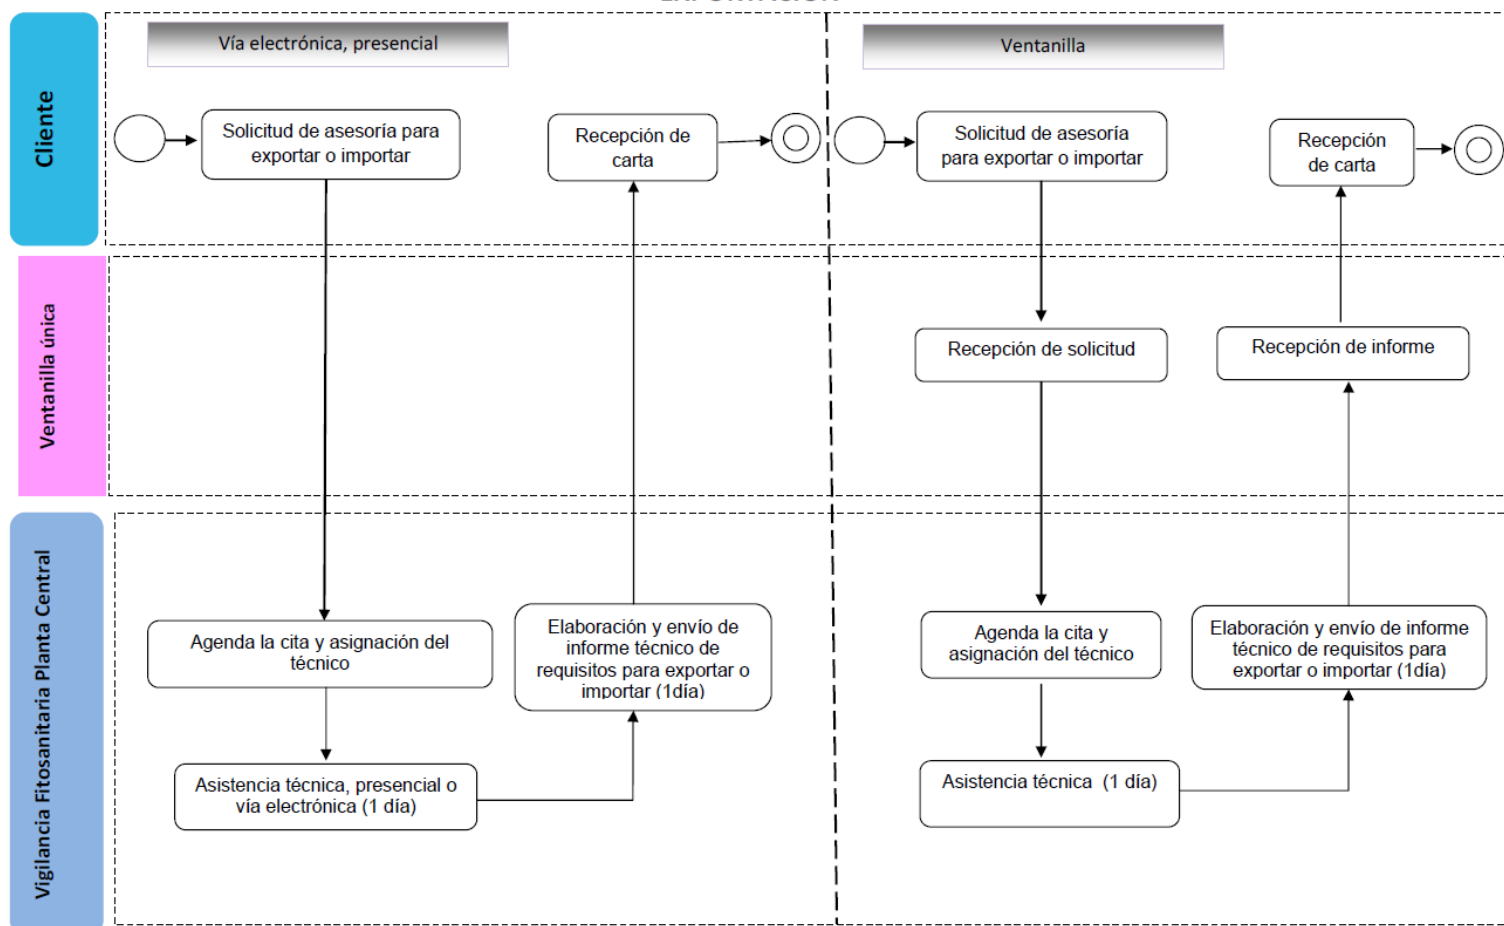 Cliente
Vía electrónica, presencial
Ventanilla
Solicitud de asesoría para
exportar o importar
Recepción de
carta
Solicitud de asesoría
para exportar o importar
Recepción
de carta
Ventanilla única
Recepción de solicitud
Recepción de informe
Vigilancia Fitosanitaria Planta Central
Agenda la cita y asignación del
técnico
Elaboración y envío de
informe técnico de
requisitos para exportar o
importar (1día)
Asistencia técnica, presencial o
vía electrónica (1 día)
Agenda la cita y
asignación del técnico
Elaboración y envío de informe
técnico de requisitos para
exportar o importar (1día)
Asistencia técnica  (1 día)